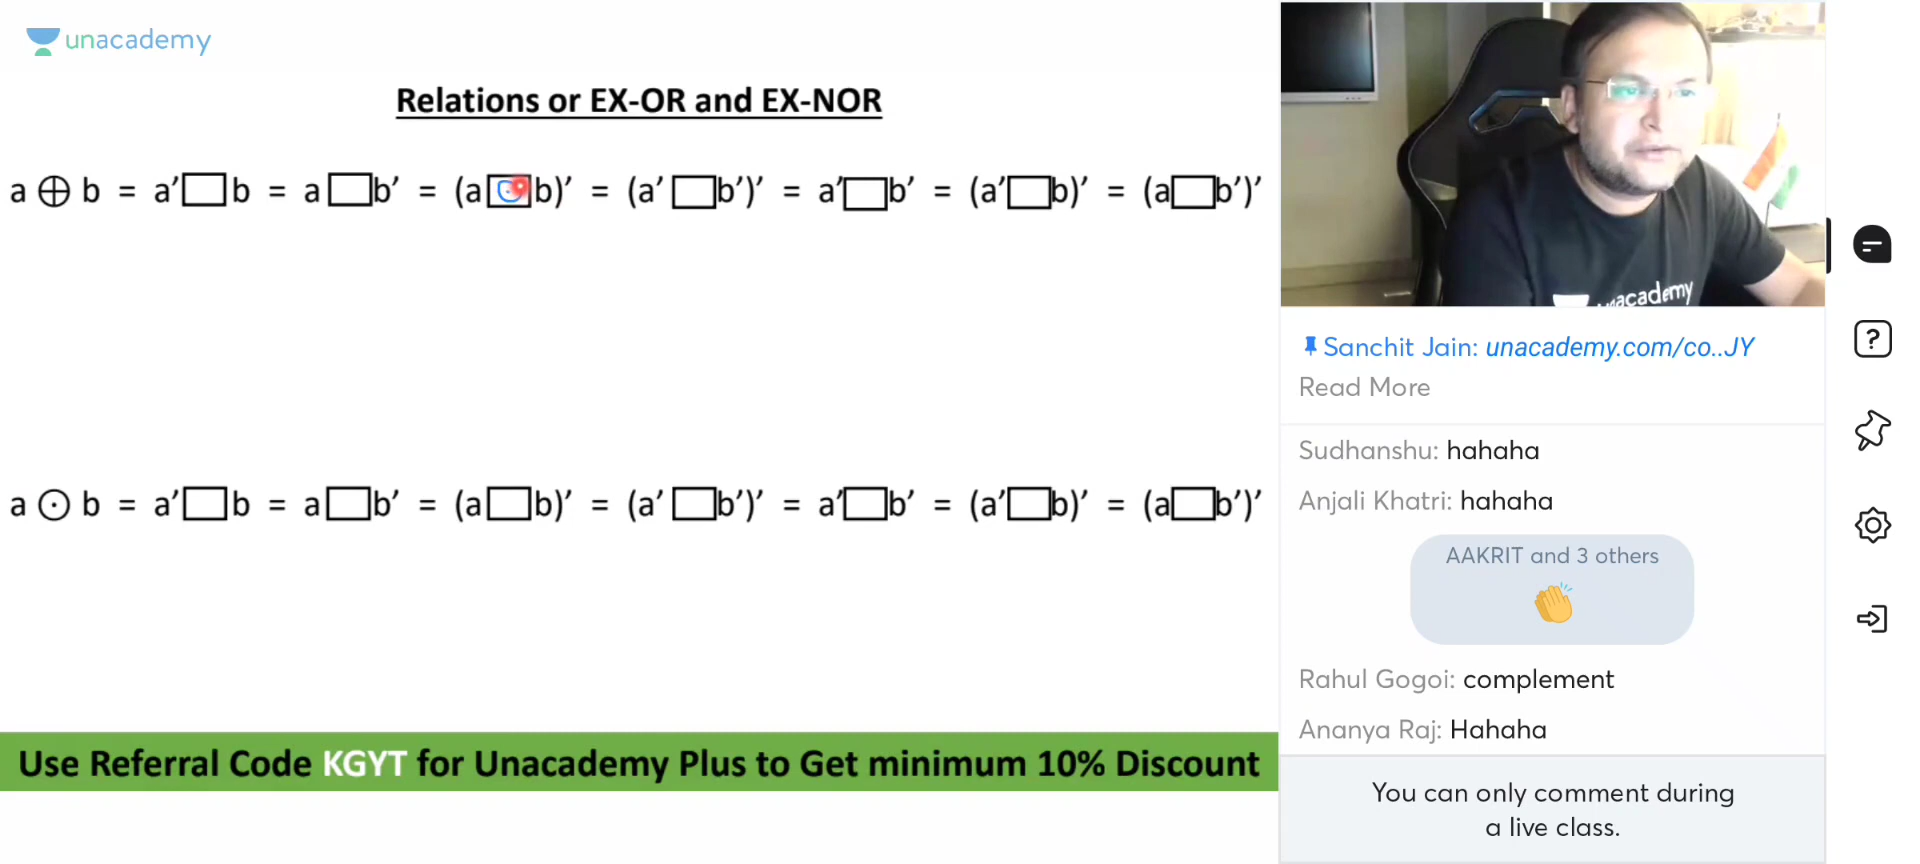 unacademy
Relations or EX-OR and EX-NOR
a ⊕ b = a′□b = a□b′ = (a□b)′ = (a′□b′)′ = a′□b′ = (a′□b)′ = (a□b′)′
a ⊙ b = a′□b = a□b′ = (a□b)′ = (a′□b′)′ = a′□b′ = (a′□b)′ = (a□b′)′
Use Referral Code KGYT for Unacademy Plus to Get minimum 10% Discount
unacademy
Sanchit Jain: unacademy.com/co..JY
Read More
Sudhanshu: hahaha
Anjali Khatri: hahaha
AAKRIT and 3 others
Rahul Gogoi: complement
Ananya Raj: Hahaha
You can only comment during
a live class.